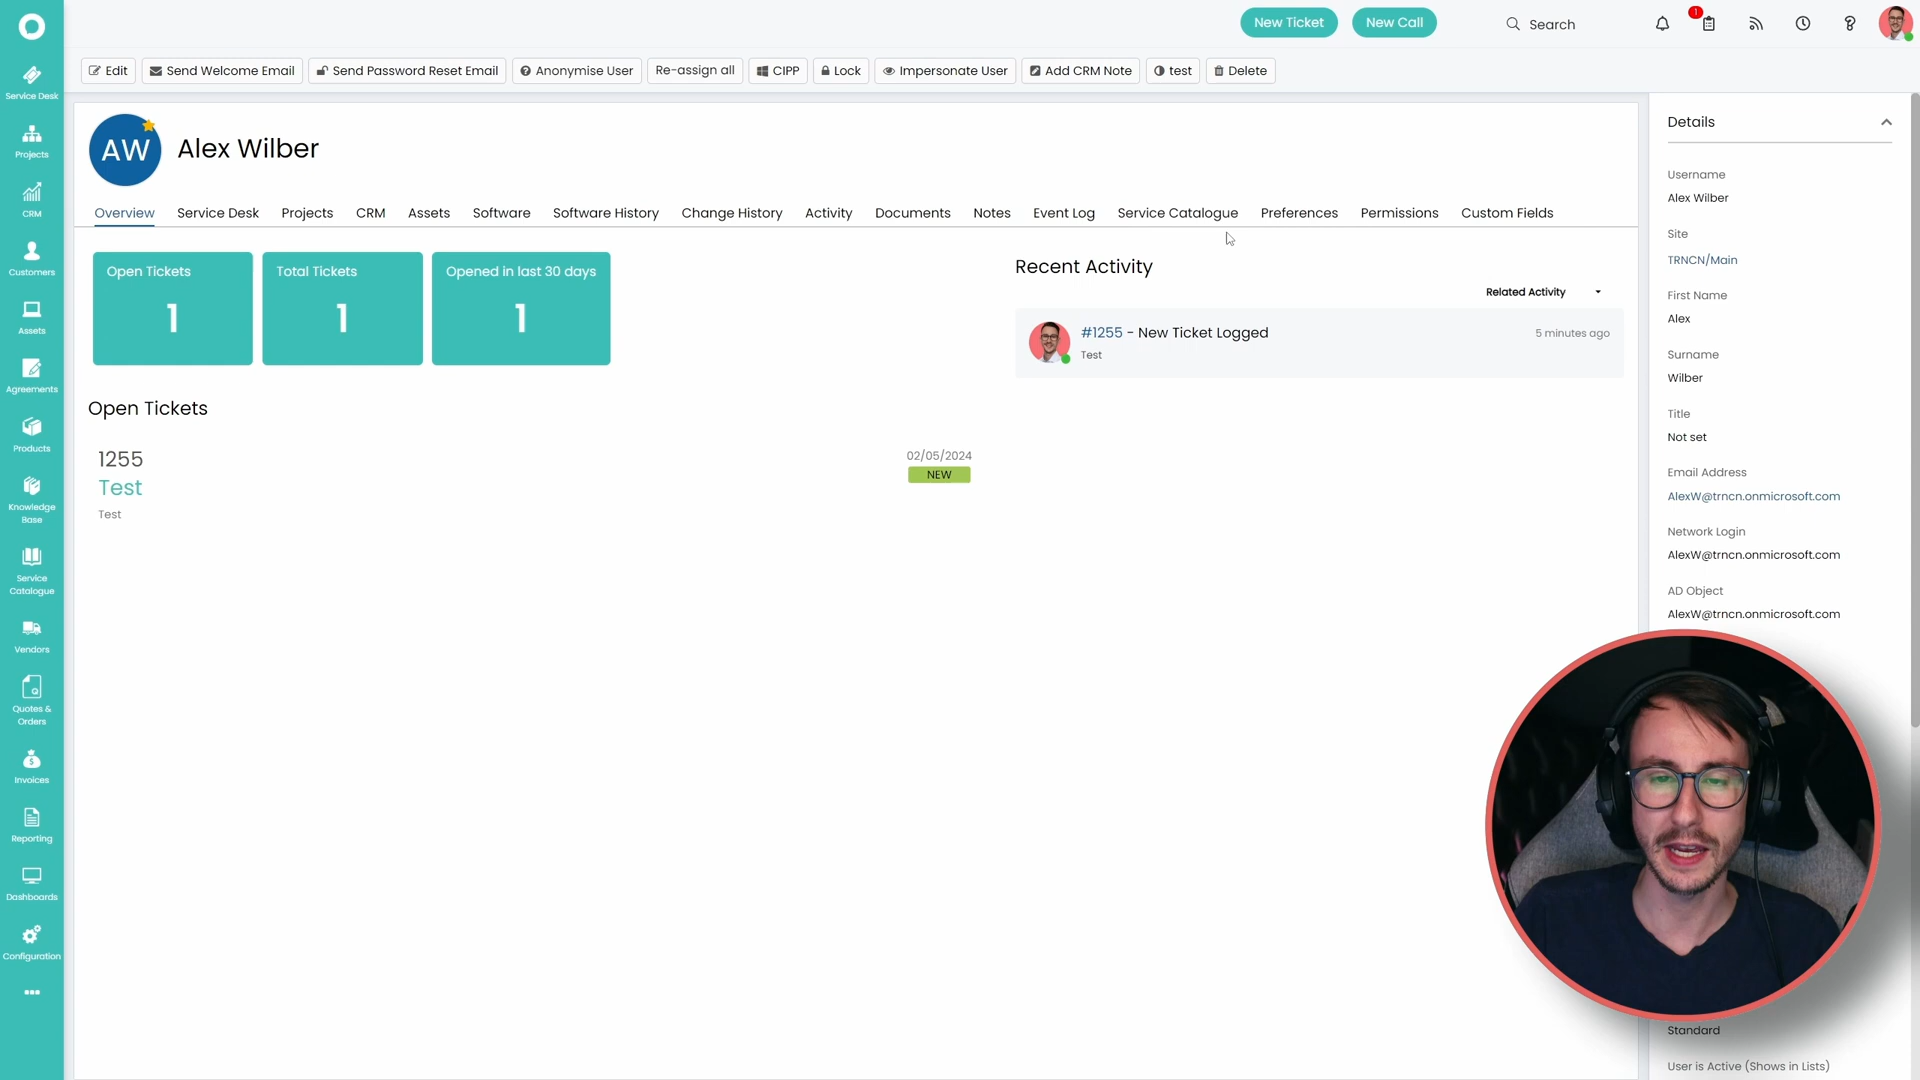 New Ticket
New Call
Search
1
Edit
Send Welcome Email
Send Password Reset Email
Anonymise User
Re-assign all
CIPP
Lock
Impersonate User
Add CRM Note
test
Delete
Service Desk
Projects
CRM
Customers
Assets
Agreements
Products
Knowledge
Base
Service
Catalogue
Vendors
Quotes &
Orders
Invoices
Reporting
Dashboards
Configuration
AW
Alex Wilber
Overview
Service Desk
Projects
CRM
Assets
Software
Software History
Change History
Activity
Documents
Notes
Event Log
Service Catalogue
Preferences
Permissions
Custom Fields
Open Tickets
1
Total Tickets
1
Opened in last 30 days
1
Open Tickets
1255
Test
Test
02/05/2024
NEW
Recent Activity
Related Activity
#1255 - New Ticket Logged
5 minutes ago
Test
Details
Username
Alex Wilber
Site
TRNCN/Main
First Name
Alex
Surname
Wilber
Title
Not set
Email Address
AlexW@trncn.onmicrosoft.com
Network Login
AlexW@trncn.onmicrosoft.com
AD Object
AlexW@trncn.onmicrosoft.com
Standard
User is Active (Shows in Lists)